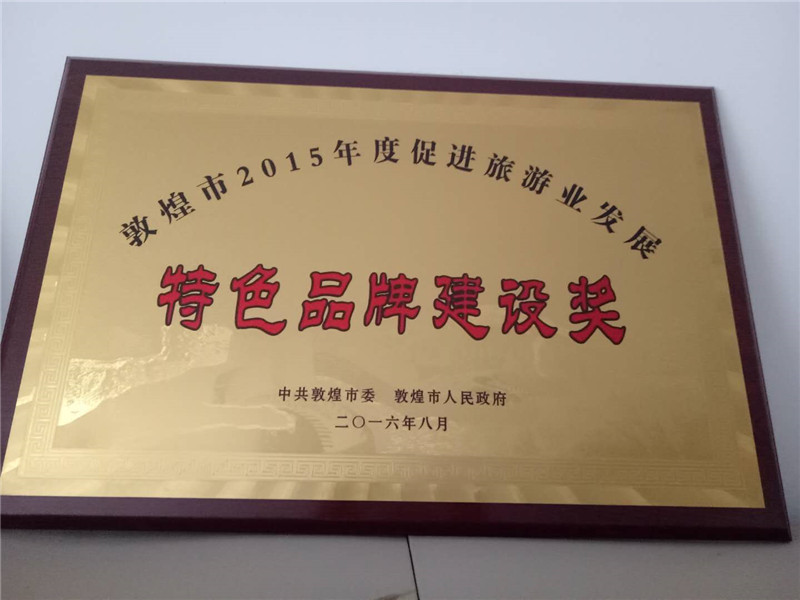 敦煌市2015年度促进旅游业发展
特色品牌建设奖
中共敦煌市委 敦煌市人民政府
二〇一六年八月